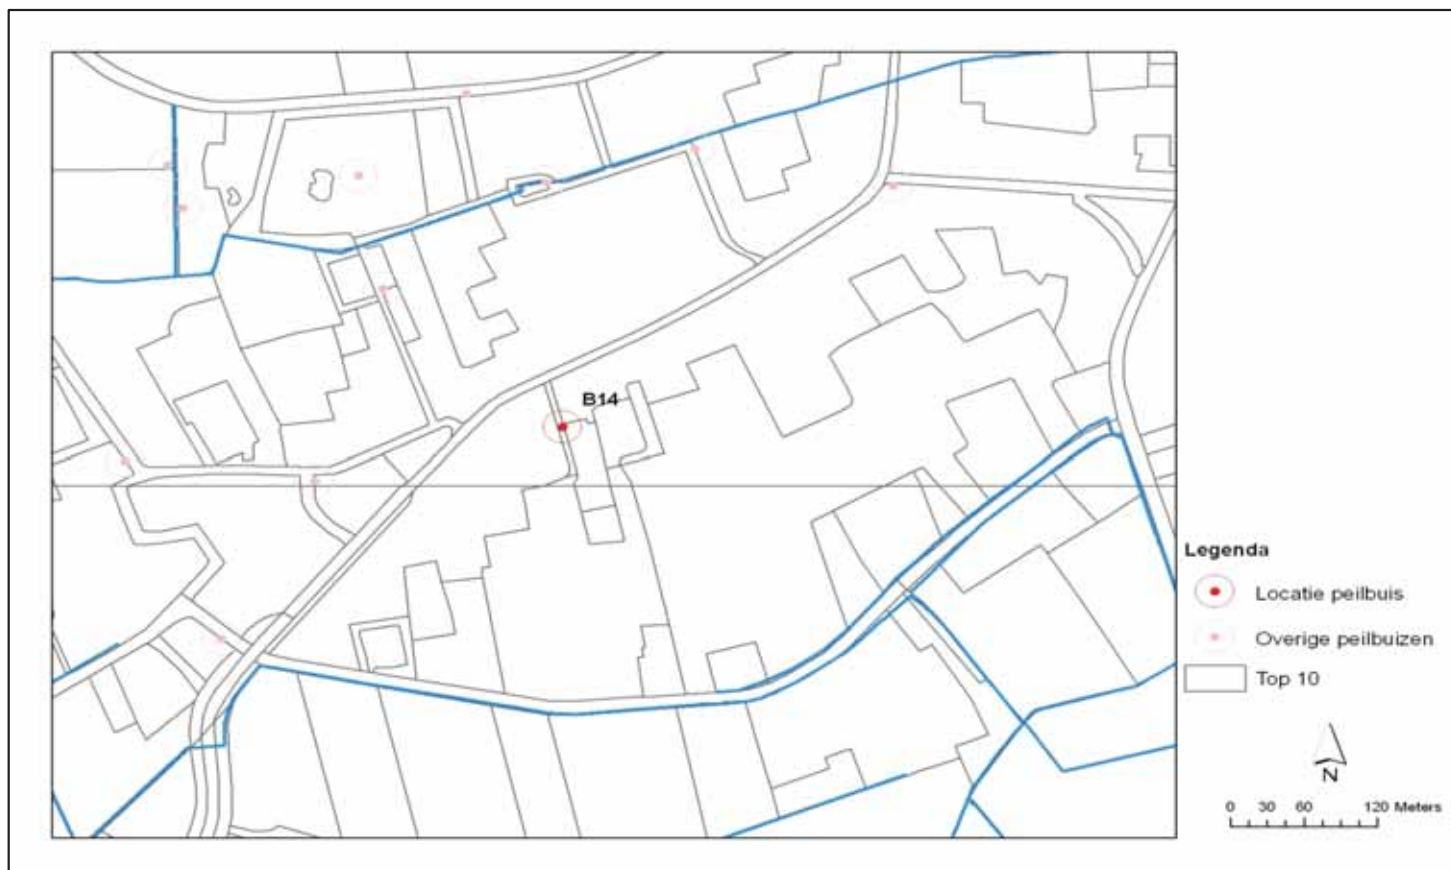 B14
Legenda
Locatie peilbuis
Overige peilbuizen
Top 10
N
0 30 60 120 Meters